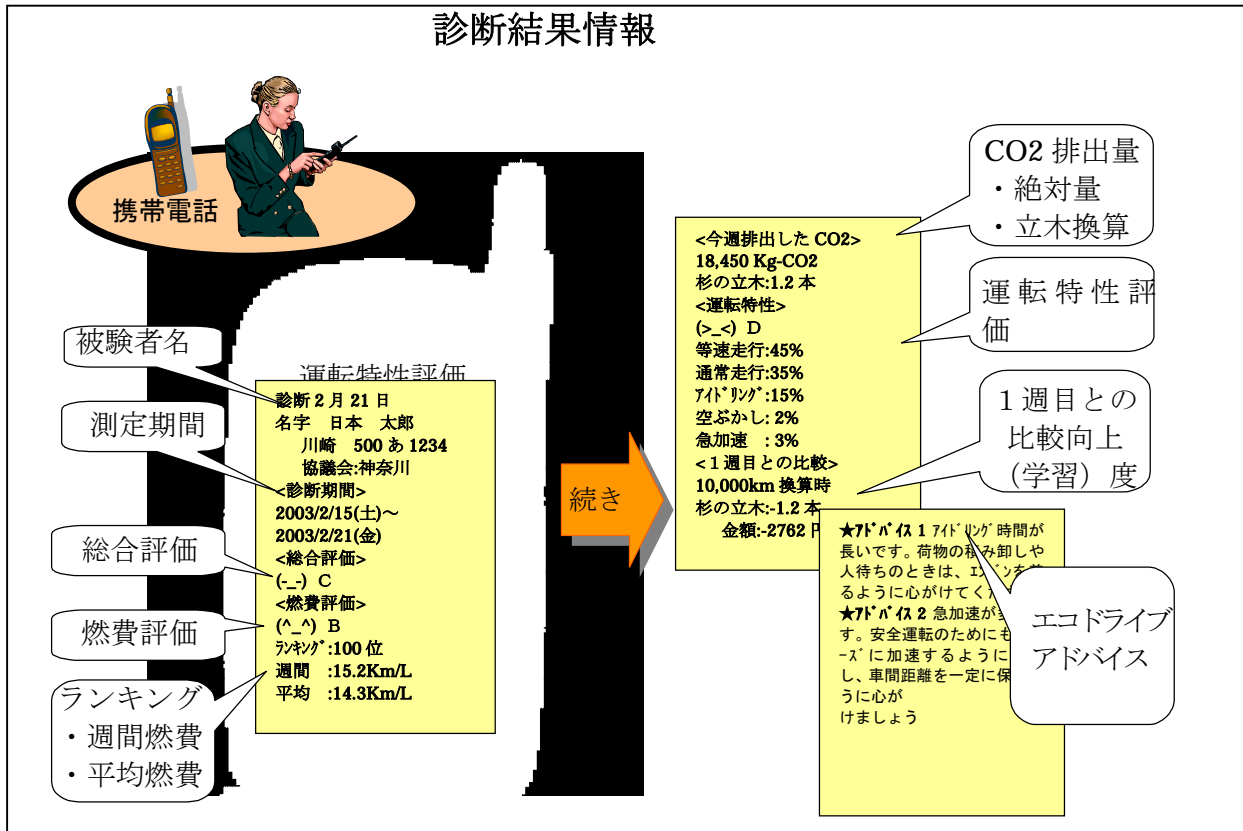 診断結果情報
携帯電話
被験者名
測定期間
総合評価
燃費評価
ランキング
・週間燃費
・平均燃費
運転特性評価
診断 2 月 21 日
名字 日本 太郎
川崎 500 あ 1234
協議会:神奈川
<診断期間>
2003/2/15(土)～
2003/2/21(金)
<総合評価>
(-_-) C
<燃費評価>
(^_^) B
ﾗﾝｷﾝｸﾞ:100 位
週間 :15.2Km/L
平均 :14.3Km/L
続き
<今週排出した CO2>
18,450 Kg-CO2
杉の立木:1.2 本
<運転特性>
(>_<) D
等速走行:45%
通常走行:35%
ｱｲﾄﾞﾘﾝｸﾞ:15%
空ぶかし: 2%
急加速 : 3%
<１週目との比較>
10,000km 換算時
杉の立木:-1.2 本
金額:-2762
★ｱﾄﾞﾊﾞｲｽ 1 ｱｲﾄﾞﾘﾝｸﾞ時間が
長いです。荷物の積み卸しや
人待ちのときは、ｴﾝｼﾞﾝを
るように心がけてく
★ｱﾄﾞﾊﾞｲｽ 2 急加速が
す。安全運転のためにも
ｰｽﾞに加速するように
し、車間距離を一定に保
うに心が
けましょう
CO2 排出量
・絶対量
・立木換算
運転特性評
価
１週目との
比較向上
（学習）度
エコドライブ
アドバイス